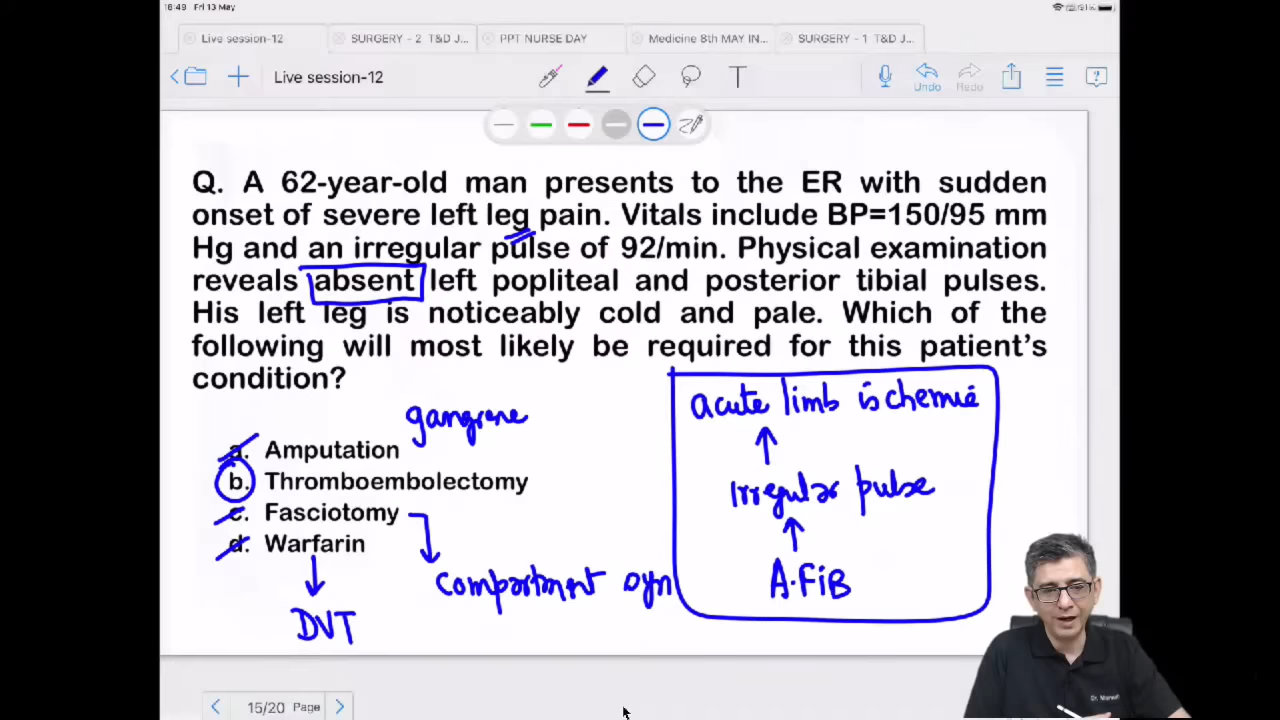 16:49 Fri 13 May
Live session-12
SURGERY - 2 T&D J...
PPT NURSE DAY
Medicine 8th MAY IN...
SURGERY - 1 T&D J...
Live session-12
T
Undo
Redo
Q. A 62-year-old man presents to the ER with sudden
onset of severe left leg pain. Vitals include BP=150/95 mm
Hg and an irregular pulse of 92/min. Physical examination
reveals absent left popliteal and posterior tibial pulses.
His left leg is noticeably cold and pale. Which of the
following will most likely be required for this patient's
condition?
acute limb ischemia
gangrene
a. Amputation
b. Thromboembolectomy
Irregular pulse
c. Fasciotomy
d. Warfarin
compartment syn
A.FiB
DVT
15/20 Page